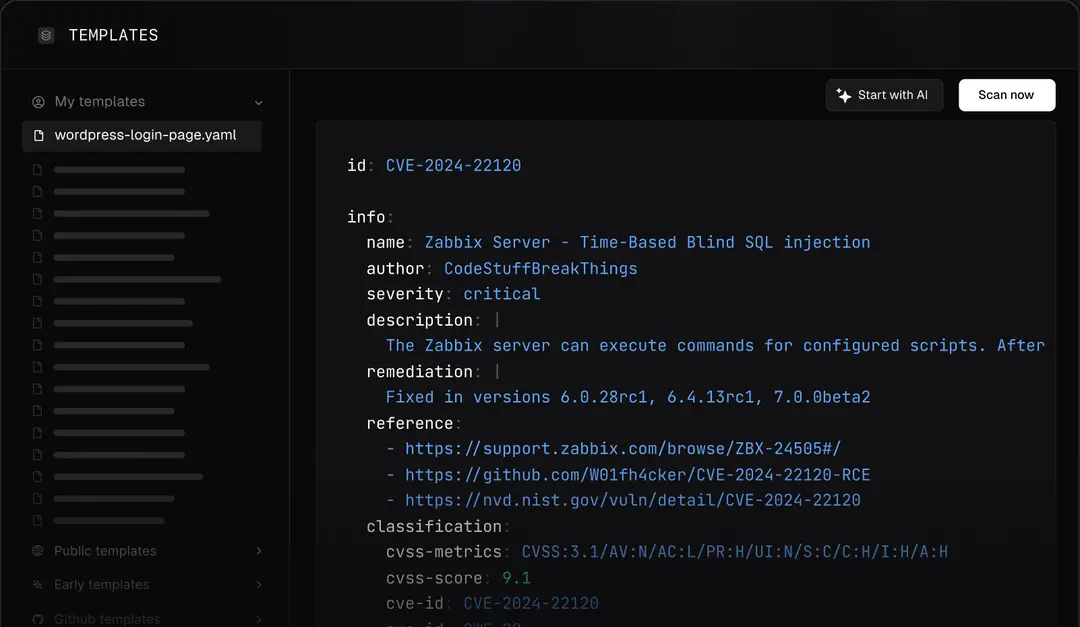 TEMPLATES
My templates
wordpress-login-page.yaml
Public templates
Early templates
Github templates
Start with AI
Scan now
id: CVE-2024-22120
info:
name: Zabbix Server - Time-Based Blind SQL injection
author: CodeStuffBreakThings
severity: critical
description: |
The Zabbix server can execute commands for configured scripts. After
remediation: |
Fixed in versions 6.0.28rc1, 6.4.13rc1, 7.0.0beta2
reference:
- https://support.zabbix.com/browse/ZBX-24505#/
- https://github.com/W01fh4cker/CVE-2024-22120-RCE
- https://nvd.nist.gov/vuln/detail/CVE-2024-22120
classification:
cvss-metrics: CVSS:3.1/AV:N/AC:L/PR:H/UI:N/S:C/C:H/I:H/A:H
cvss-score: 9.1
cve-id: CVE-2024-22120